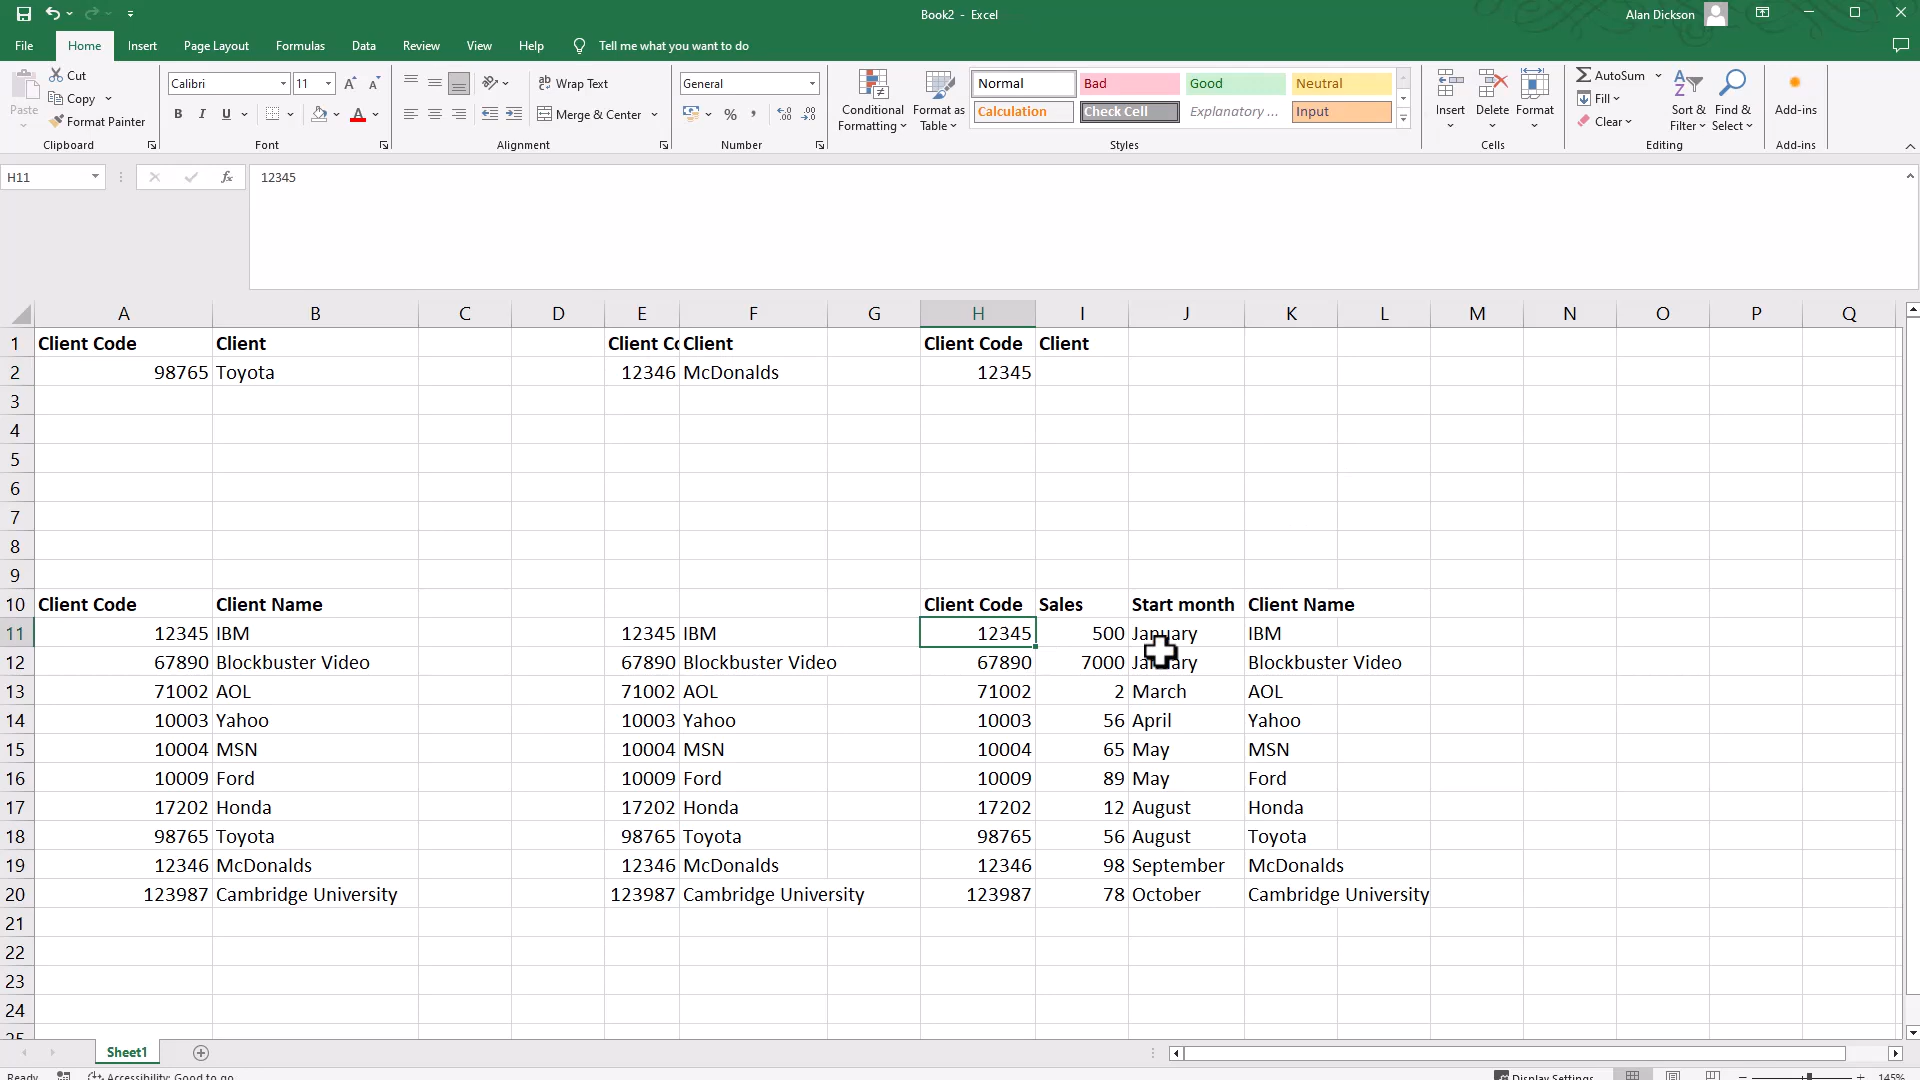 Book2 - Excel
Alan Dickson
File Home Insert Page Layout Formulas Data Review View Help Tell me what you want to do
Paste
Cut
Copy
Format Painter
Clipboard
Calibri 11
B I U
Font
Wrap Text
Merge & Center
Alignment
General
Number
Conditional Formatting
Format as Table
Normal Bad Good Neutral
Calculation Check Cell Explanatory ... Input
Styles
Insert Delete Format
Cells
AutoSum
Fill
Clear
Sort & Filter
Find & Select
Editing
Add-ins
Add-ins
H11 fx 12345
A B C D E F G H I J K L M N O P Q
1 Client Code Client Client Co Client Client Code Client
2 98765 Toyota 12346 McDonalds 12345
3
4
5
6
7
8
9
10 Client Code Client Name Client Code Sales Start month Client Name
11 12345 IBM 12345 IBM 12345 500 January IBM
12 67890 Blockbuster Video 67890 Blockbuster Video 67890 7000 January Blockbuster Video
13 71002 AOL 71002 AOL 71002 2 March AOL
14 10003 Yahoo 10003 Yahoo 10003 56 April Yahoo
15 10004 MSN 10004 MSN 10004 65 May MSN
16 10009 Ford 10009 Ford 10009 89 May Ford
17 17202 Honda 17202 Honda 17202 12 August Honda
18 98765 Toyota 98765 Toyota 98765 56 August Toyota
19 12346 McDonalds 12346 McDonalds 12346 98 September McDonalds
20 123987 Cambridge University 123987 Cambridge University 123987 78 October Cambridge University
21
22
23
24
25
Sheet1
Ready Accessibility: Good to go Display Settings 145%